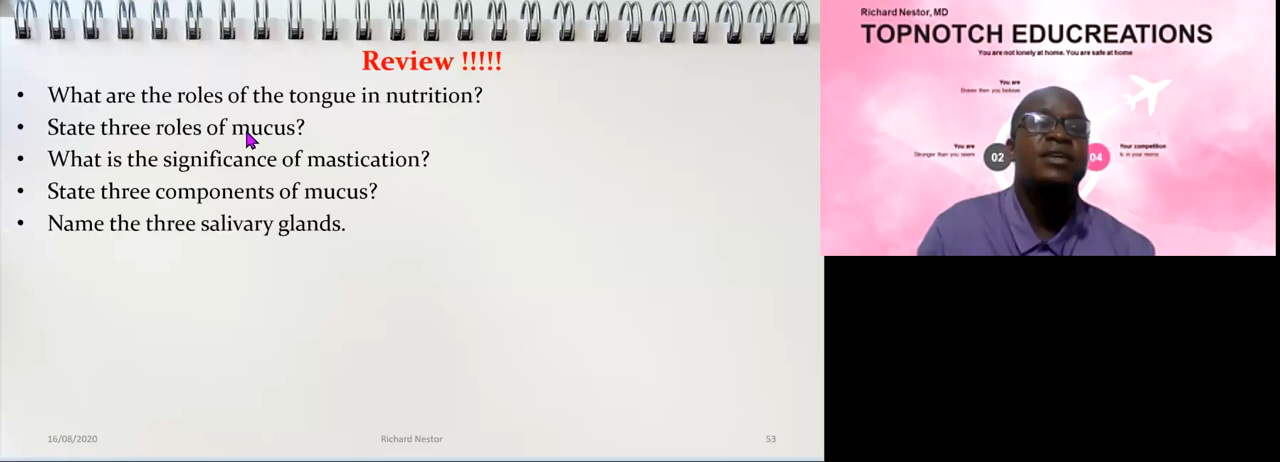 Review !!!!!
• What are the roles of the tongue in nutrition?
• State three roles of mucus?
• What is the significance of mastication?
• State three components of mucus?
• Name the three salivary glands.
16/08/2020
Richard Nestor
53
Richard Nestor, MD
TOPNOTCH EDUCREATIONS
You are not lonely at home. You are safe at home
You are
Braver then you believe
You are
Stronger than you seem
02
04
Your competition
Is in your mirror